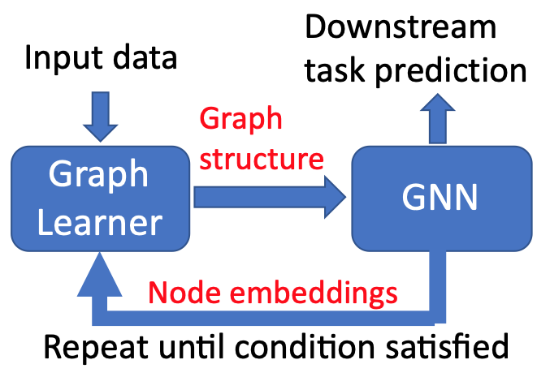 Input data
Downstream
task prediction
Graph
structure
Graph
Learner
GNN
Node embeddings
Repeat until condition satisfied